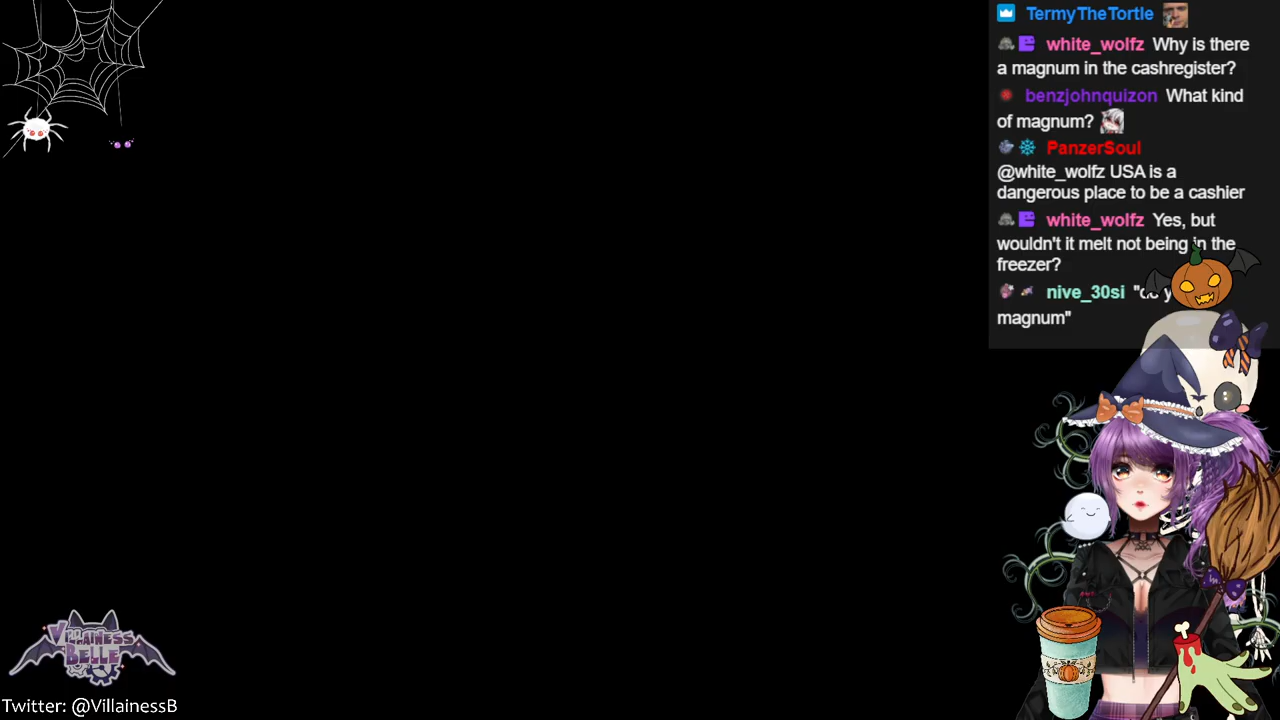 TermyTheTortle
white_wolfz Why is there
a magnum in the cashregister?
benzjohnquizon What kind
of magnum?
PanzerSoul
@white_wolfz USA is a
dangerous place to be a cashier
white_wolfz Yes, but
wouldn't it melt not being in the
freezer?
nive_30si
magnum"
VILLAINESS
BELLE
Twitter: @VillainessB